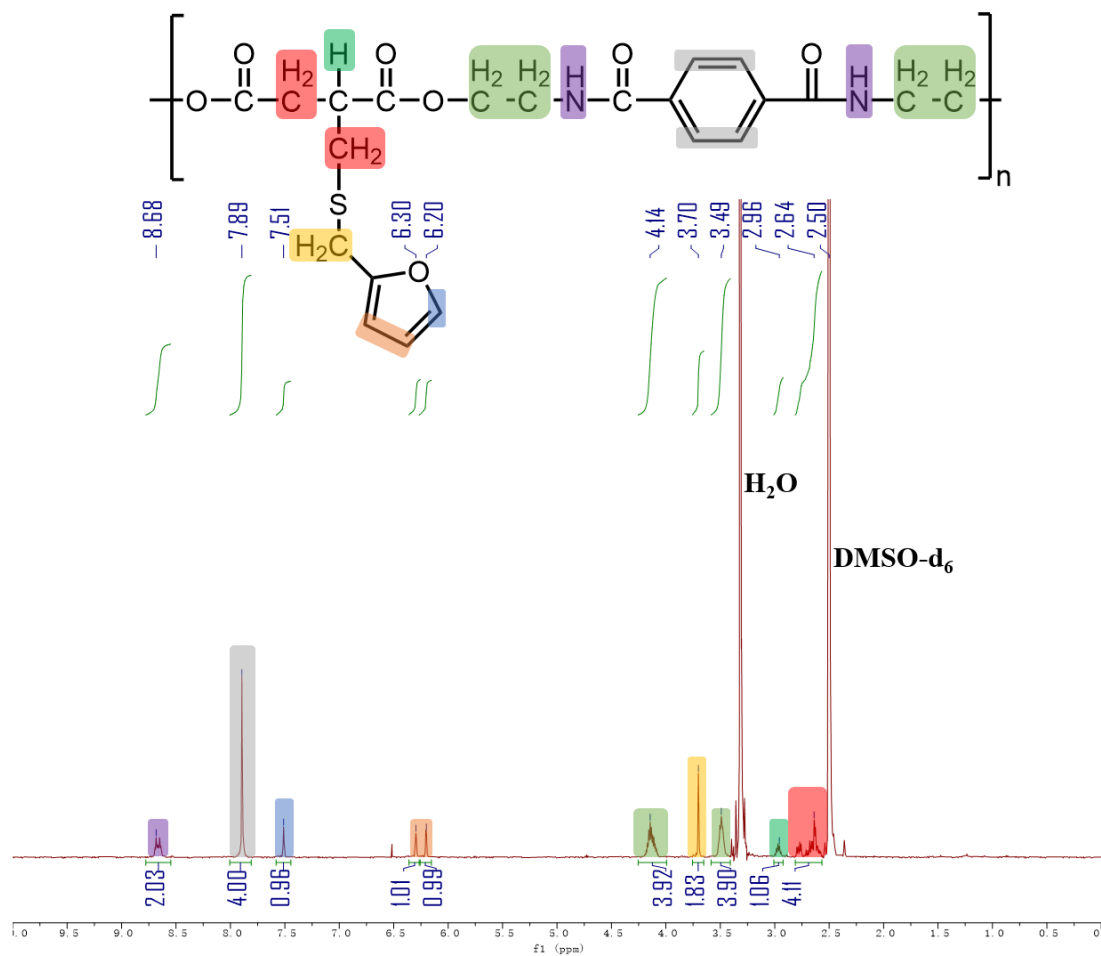 O O H₂ H O H₂ H₂ H O O H H₂ H₂
O C C C C O C C N C C N C C
CH₂
n
S
H₂C
O
8.68 7.89 7.51 6.30 6.20 4.14 3.70 3.49 2.96 2.64 2.50
H₂O
DMSO-d₆
2.03 4.00 0.96 1.01 0.99 3.92 1.83 3.90 1.06 4.11
9.5 9.0 8.5 8.0 7.5 7.0 6.5 6.0 5.5 5.0 4.5 4.0 3.5 3.0 2.5 2.0 1.5 1.0 0.5
f1 (ppm)